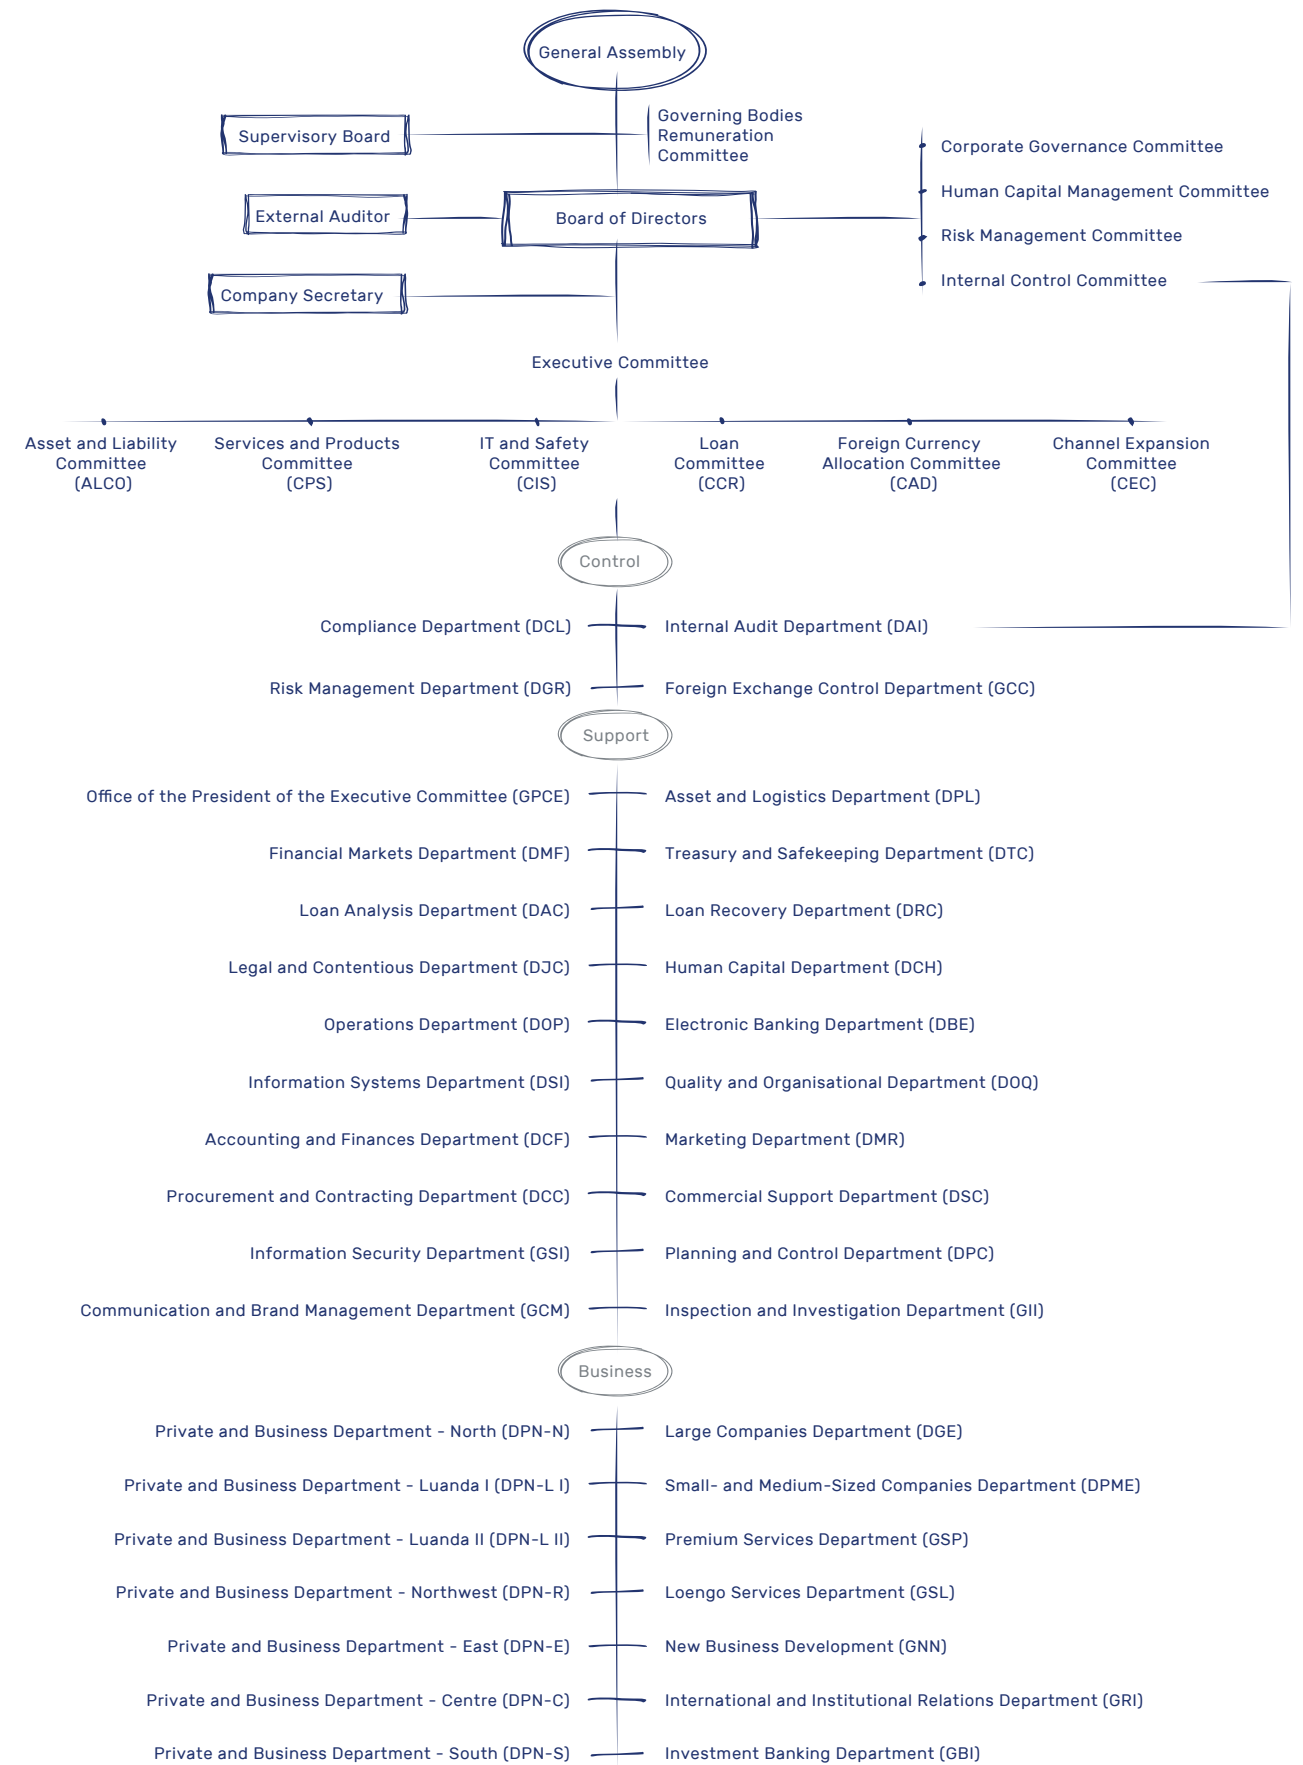 General Assembly
Supervisory Board
Governing Bodies
Remuneration
Committee
External Auditor
Board of Directors
Company Secretary
Corporate Governance Committee
Human Capital Management Committee
Risk Management Committee
Internal Control Committee
Executive Committee
Asset and Liability
Committee
(ALCO)
Services and Products
Committee
(CPS)
IT and Safety
Committee
(CIS)
Loan
Committee
(CCR)
Foreign Currency
Allocation Committee
(CAD)
Channel Expansion
Committee
(CEC)
Control
Compliance Department (DCL)
Internal Audit Department (DAI)
Risk Management Department (DGR)
Foreign Exchange Control Department (GCC)
Support
Office of the President of the Executive Committee (GPCE)
Asset and Logistics Department (DPL)
Financial Markets Department (DMF)
Treasury and Safekeeping Department (DTC)
Loan Analysis Department (DAC)
Loan Recovery Department (DRC)
Legal and Contentious Department (DJC)
Human Capital Department (DCH)
Operations Department (DOP)
Electronic Banking Department (DBE)
Information Systems Department (DSI)
Quality and Organisational Department (DOQ)
Accounting and Finances Department (DCF)
Marketing Department (DMR)
Procurement and Contracting Department (DCC)
Commercial Support Department (DSC)
Information Security Department (GSI)
Planning and Control Department (DPC)
Communication and Brand Management Department (GCM)
Inspection and Investigation Department (GII)
Business
Private and Business Department - North (DPN-N)
Large Companies Department (DGE)
Private and Business Department - Luanda I (DPN-L I)
Small- and Medium-Sized Companies Department (DPME)
Private and Business Department - Luanda II (DPN-L II)
Premium Services Department (GSP)
Private and Business Department - Northwest (DPN-R)
Loengo Services Department (GSL)
Private and Business Department - East (DPN-E)
New Business Development (GNN)
Private and Business Department - Centre (DPN-C)
International and Institutional Relations Department (GRI)
Private and Business Department - South (DPN-S)
Investment Banking Department (GBI)